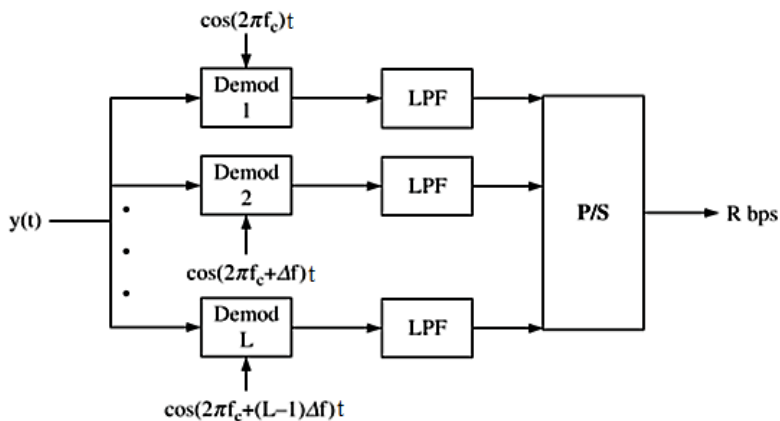 cos(2πf_c)t
Demod
1
LPF
Demod
2
LPF
P/S
y(t)
R bps
cos(2πf_c+Δf)t
Demod
L
LPF
cos(2πf_c+(L–1)Δf)t